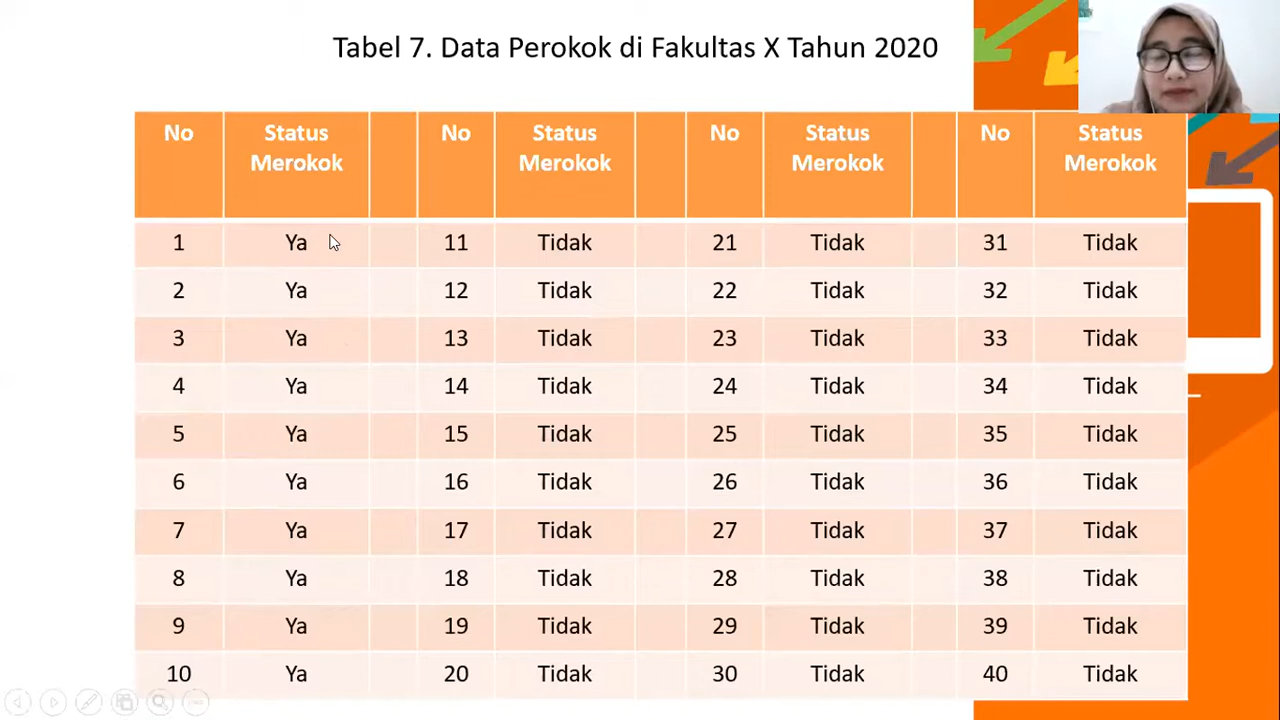 Tabel 7. Data Perokok di Fakultas X Tahun 2020
No Status Merokok No Status Merokok No Status Merokok No Status Merokok
1 Ya 11 Tidak 21 Tidak 31 Tidak
2 Ya 12 Tidak 22 Tidak 32 Tidak
3 Ya 13 Tidak 23 Tidak 33 Tidak
4 Ya 14 Tidak 24 Tidak 34 Tidak
5 Ya 15 Tidak 25 Tidak 35 Tidak
6 Ya 16 Tidak 26 Tidak 36 Tidak
7 Ya 17 Tidak 27 Tidak 37 Tidak
8 Ya 18 Tidak 28 Tidak 38 Tidak
9 Ya 19 Tidak 29 Tidak 39 Tidak
10 Ya 20 Tidak 30 Tidak 40 Tidak